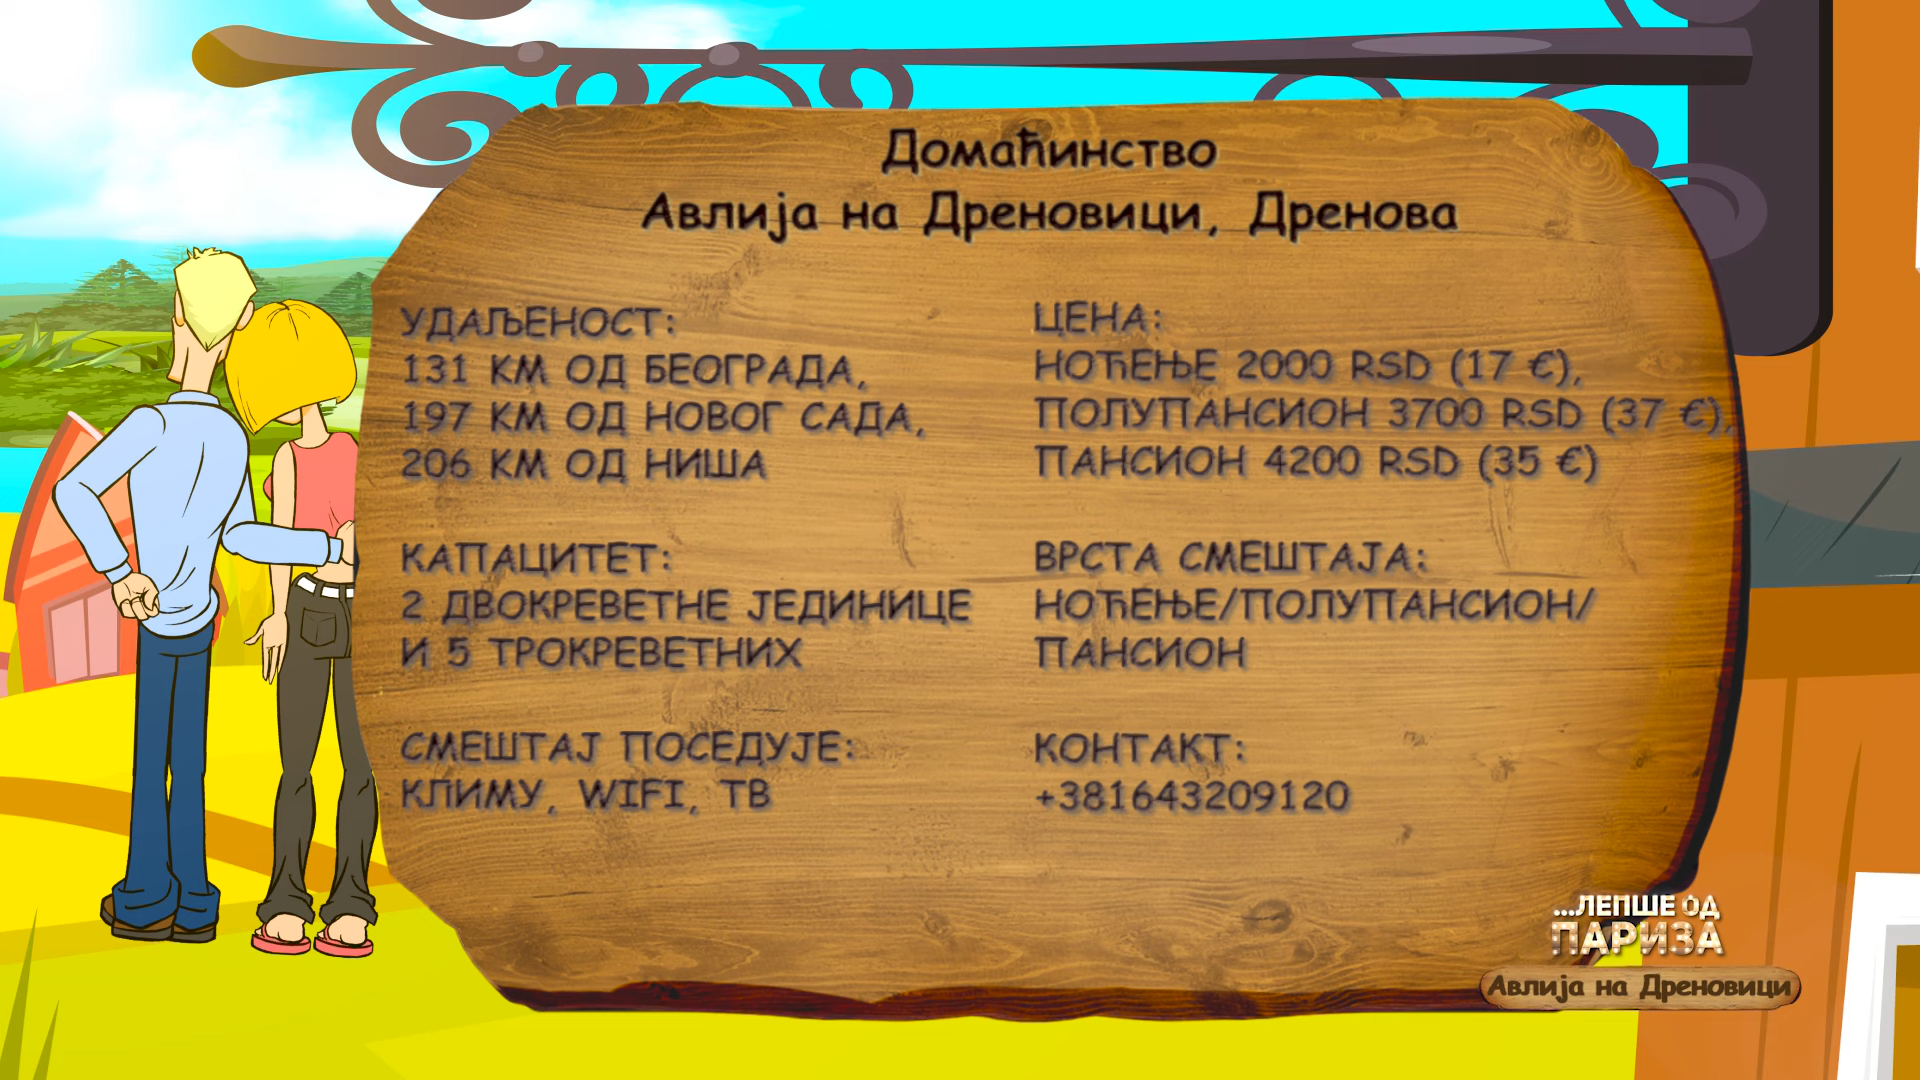 Домаћинство
Авлија на Дреновици, Дренова
УДАЉЕНОСТ:
131 КМ ОД БЕОГРАДА,
197 КМ ОД НОВОГ САДА,
206 КМ ОД НИША
КАПАЦИТЕТ:
2 ДВОКРЕВЕТНЕ ЈЕДИНИЦЕ
И 5 ТРОКРЕВЕТНИХ
СМЕШТАЈ ПОСЕДУЈЕ:
КЛИМУ, WIFI, ТВ
ЦЕНА:
НОЋЕЊЕ 2000 RSD (17 €),
ПОЛУПАНСИОН 3700 RSD (37 €),
ПАНСИОН 4200 RSD (35 €)
ВРСТА СМЕШТАЈА:
НОЋЕЊЕ/ПОЛУПАНСИОН/
ПАНСИОН
КОНТАКТ:
+381643209120
...ЛЕПШЕ ОД
ПАРИЗА
Авлија на Дреновици